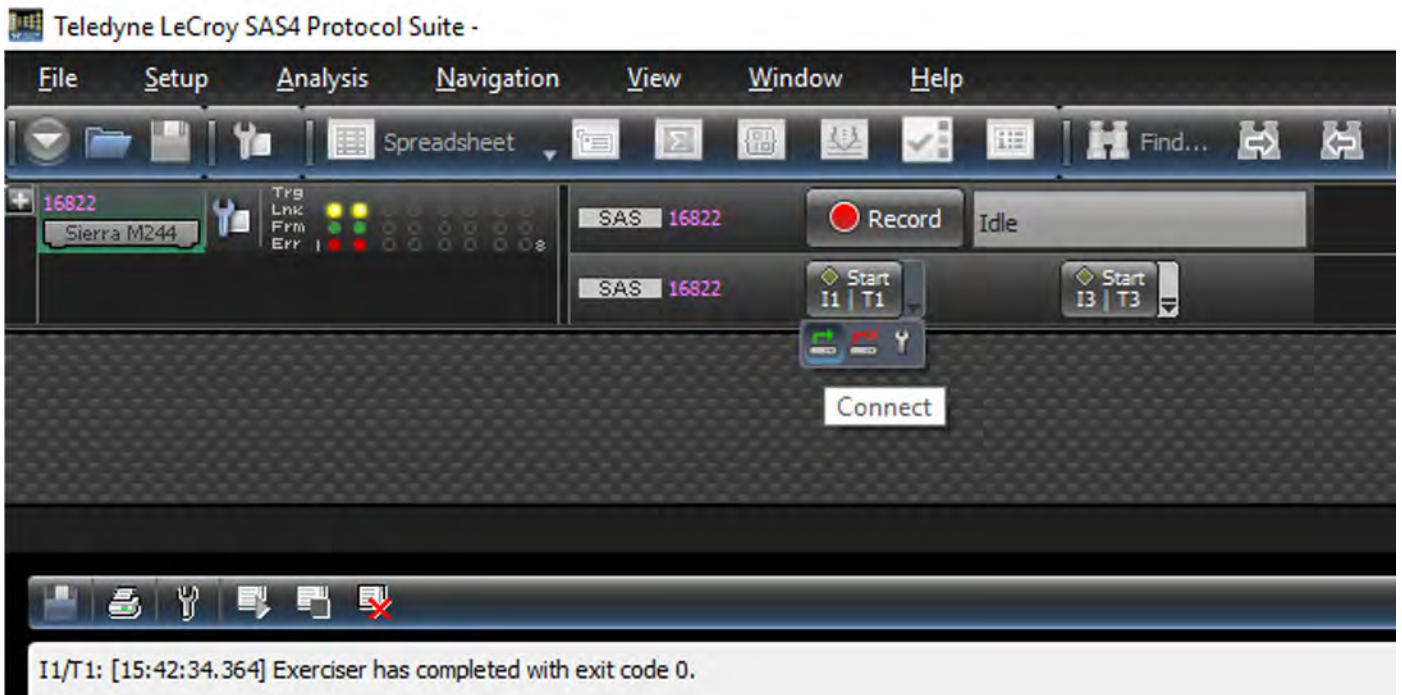 Teledyne LeCroy SAS4 Protocol Suite -
File Setup Analysis Navigation View Window Help
Spreadsheet Find...
16822
Sierra M244
Trg
Lnk
Frm
Err 1 8
SAS 16822 Record Idle
SAS 16822 Start I1 | T1 Start I3 | T3
Connect
I1/T1: [15:42:34.364] Exerciser has completed with exit code 0.